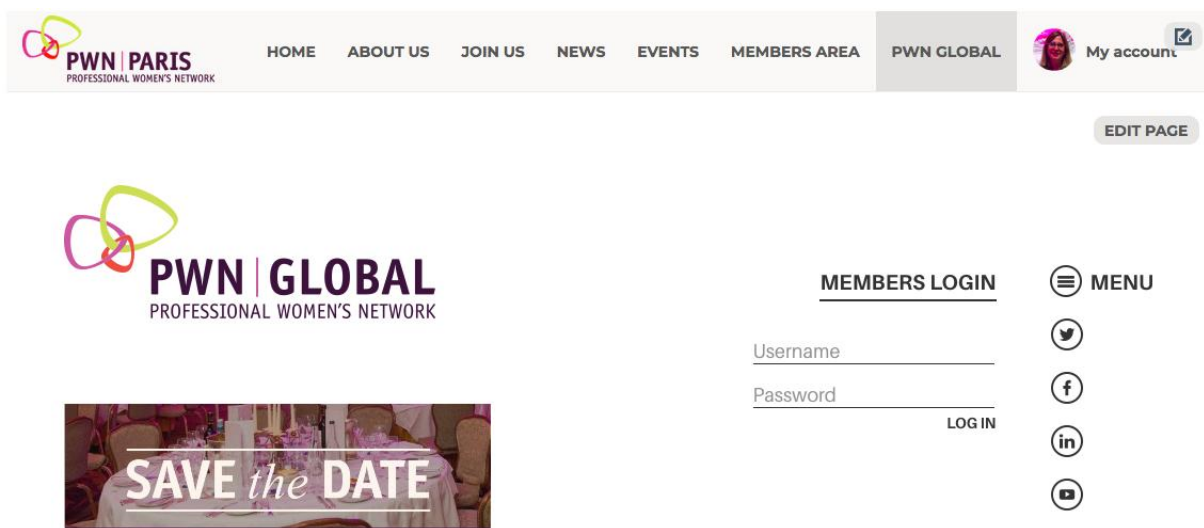 PWN | PARIS
PROFESSIONAL WOMEN'S NETWORK
HOME ABOUT US JOIN US NEWS EVENTS MEMBERS AREA PWN GLOBAL My account
EDIT PAGE
PWN | GLOBAL
PROFESSIONAL WOMEN'S NETWORK
MEMBERS LOGIN
MENU
Username
Password
LOG IN
SAVE the DATE